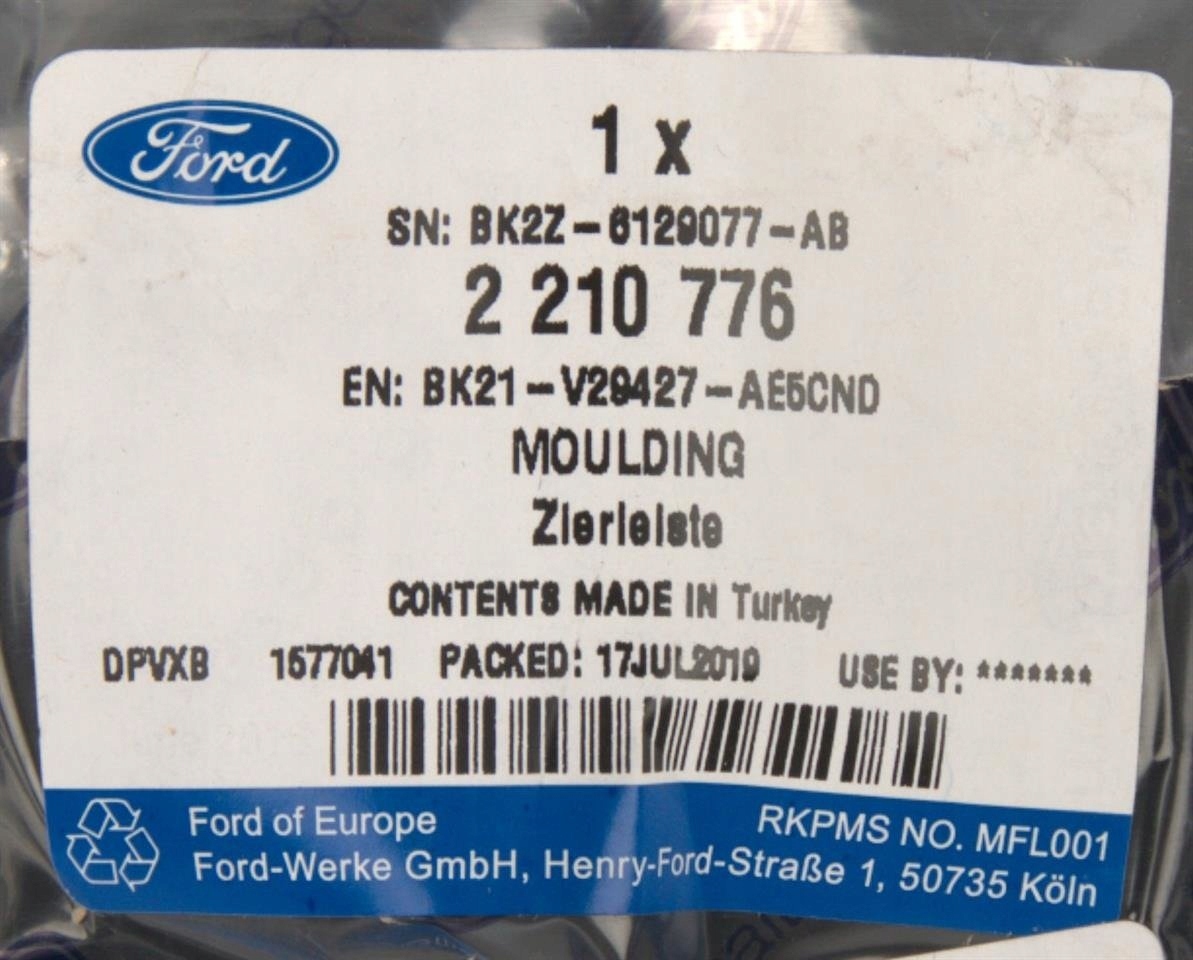 Ford
1 x
SN: BK2Z-6129077-AB
2 210 776
EN: BK21-V29427-AE5CND
MOULDING
Zierleiste
CONTENTS MADE IN Turkey
DPVXB 1577041 PACKED: 17JUL2019 USE BY: *******
Ford of Europe RKPMS NO. MFL001
Ford-Werke GmbH, Henry-Ford-Straße 1, 50735 Köln